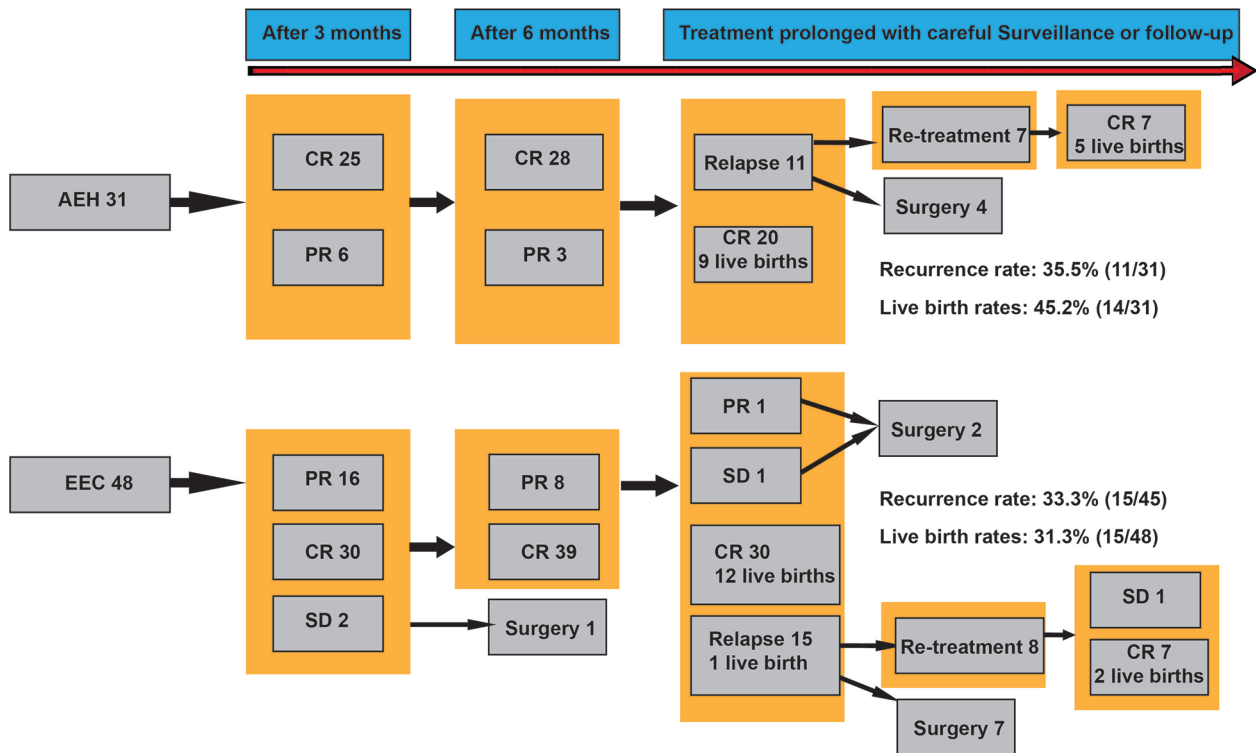 After 3 months
After 6 months
Treatment prolonged with careful Surveillance or follow-up
AEH 31
CR 25
PR 6
CR 28
PR 3
Relapse 11
CR 20
9 live births
Re-treatment 7
CR 7
5 live births
Surgery 4
Recurrence rate: 35.5% (11/31)
Live birth rates: 45.2% (14/31)
EEC 48
PR 16
CR 30
SD 2
PR 8
CR 39
Surgery 1
PR 1
SD 1
CR 30
12 live births
Relapse 15
1 live birth
Surgery 2
Recurrence rate: 33.3% (15/45)
Live birth rates: 31.3% (15/48)
Re-treatment 8
Surgery 7
SD 1
CR 7
2 live births